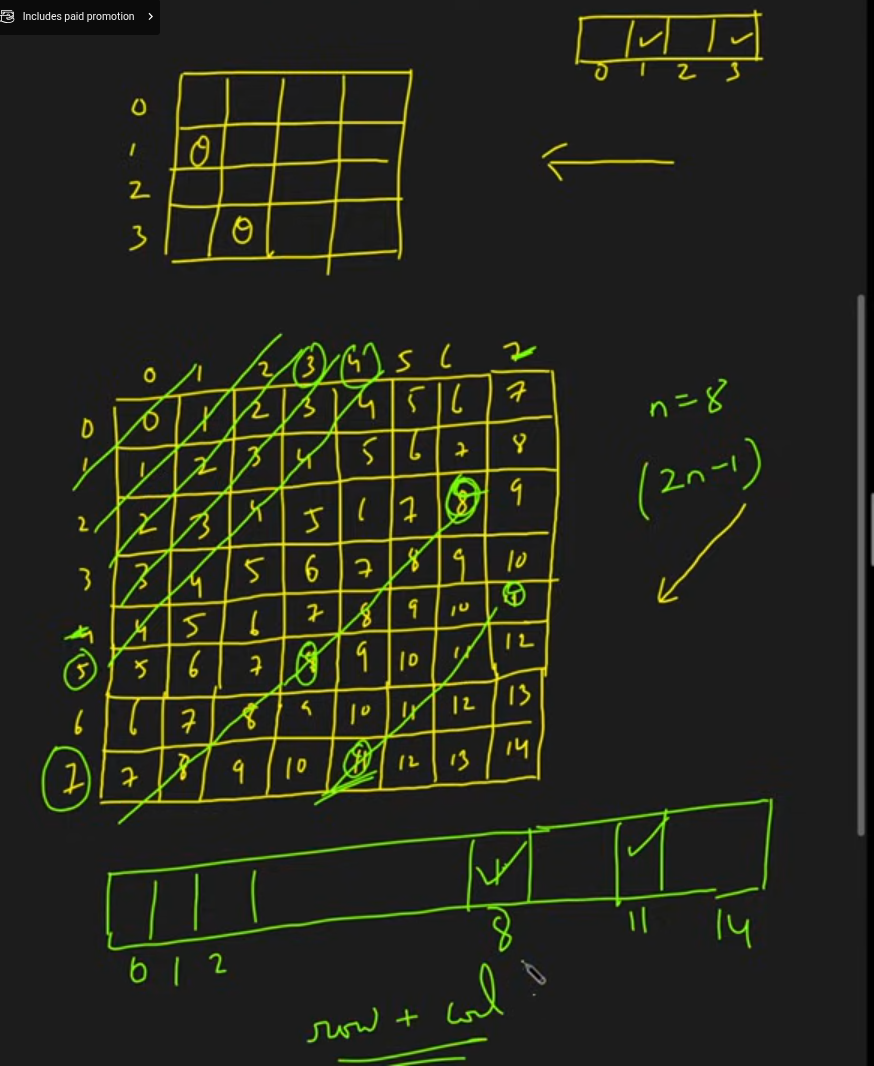 Includes paid promotion
0 1 2 3
0
1
2
3
n = 8
(2n-1)
0 1 2 3 4 5 6 7
0 0 1 2 3 4 5 6 7
1 1 2 3 4 5 6 7 8
2 2 3 4 5 6 7 8 9
3 3 4 5 6 7 8 9 10
4 4 5 6 7 8 9 10 11
5 5 6 7 8 9 10 11 12
6 6 7 8 9 10 11 12 13
7 7 8 9 10 11 12 13 14
0 1 2 8 11 14
row + col